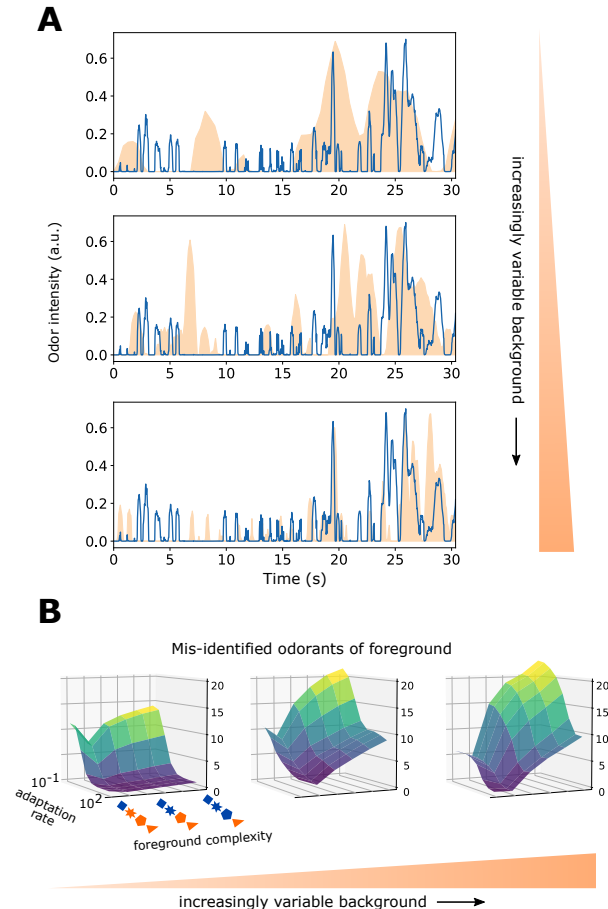 A
0.6
0.4
0.2
0.0
0 5 10 15 20 25 30
0.6
0.4
0.2
0.0
0 5 10 15 20 25 30
0.6
0.4
0.2
0.0
0 5 10 15 20 25 30
Odor intensity (a.u.)
Time (s)
increasingly variable background
B
Mis-identified odorants of foreground
20
15
10
5
0
20
15
10
5
0
20
15
10
5
0
10⁻¹
10²
adaptation
rate
foreground complexity
increasingly variable background